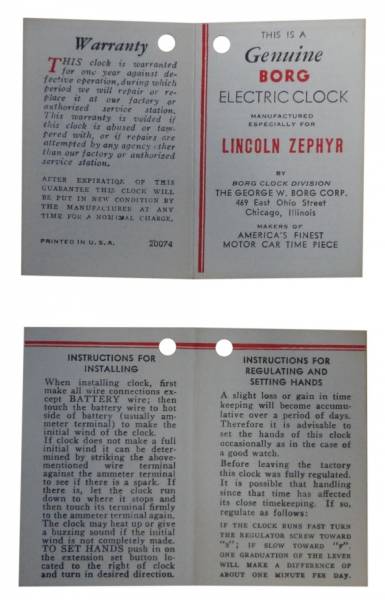 Warranty
THIS clock is warranted
for one year against de-
fective operation, during which
period we will repair or re-
place it at our factory or
authorized service station.
This warranty is voided if
this clock is abused or tam-
pered with, or if repairs are
attempted by any agency other
than our factory or authorized
service station.
AFTER EXPIRATION OF THIS
GUARANTEE THIS CLOCK WILL
BE PUT IN NEW CONDITION BY
THE MANUFACTURER AT ANY
TIME FOR A NOMINAL CHARGE.
PRINTED IN U.S.A. 20074
THIS IS A
Genuine
BORG
ELECTRIC CLOCK
MANUFACTURED
ESPECIALLY FOR
LINCOLN ZEPHYR
BY
BORG CLOCK DIVISION
THE GEORGE W. BORG CORP.
469 East Ohio Street
Chicago, Illinois
MAKERS OF
AMERICA'S FINEST
MOTOR CAR TIME PIECE
INSTRUCTIONS FOR
INSTALLING
When installing clock, first
make all wire connections ex-
cept BATTERY wire; then
touch the battery wire to hot
side of battery (usually am-
meter terminal) to make the
initial wind of the clock.
If clock does not make a full
initial wind it can be deter-
mined by striking the above-
mentioned wire terminal
against the ammeter terminal
to see if there is a spark. If
there is, let the clock run
down to where it stops and
then touch its terminal firmly
to the ammeter terminal again.
The clock may heat up or give
a buzzing sound if the initial
wind is not completely made.
TO SET HANDS push in on
the extension set button lo-
cated to the right of clock
and turn in desired direction.
INSTRUCTIONS FOR
REGULATING AND
SETTING HANDS
A slight loss or gain in time
keeping will become accumu-
lative over a period of days.
Therefore it is advisable to
set the hands of this clock
occasionally as in the case of
a good watch.
Before leaving the factory
this clock was fully regulated.
It is possible that handling
since that time has affected
its close timekeeping. If so,
regulate as follows:
IF THE CLOCK RUNS FAST TURN
THE REGULATOR SCREW TOWARD
"S"; IF SLOW TOWARD "F".
ONE GRADUATION OF THE LEVER
WILL MAKE A DIFFERENCE OF
ABOUT ONE MINUTE PER DAY.